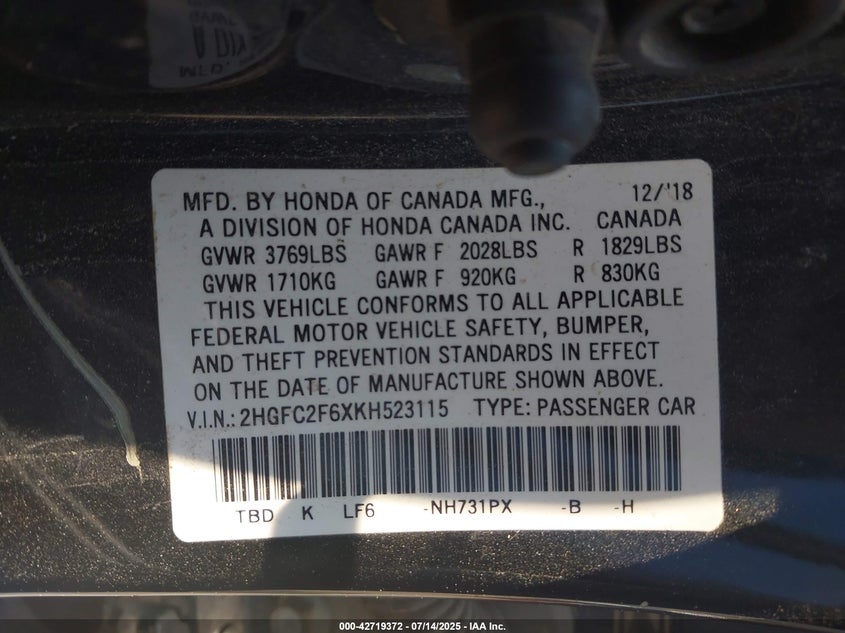 MFD. BY HONDA OF CANADA MFG., 12/'18
A DIVISION OF HONDA CANADA INC. CANADA
GVWR 3769LBS GAWR F 2028LBS R 1829LBS
GVWR 1710KG GAWR F 920KG R 830KG
THIS VEHICLE CONFORMS TO ALL APPLICABLE
FEDERAL MOTOR VEHICLE SAFETY, BUMPER,
AND THEFT PREVENTION STANDARDS IN EFFECT
ON THE DATE OF MANUFACTURE SHOWN ABOVE.
V.I.N.: 2HGFC2F6XKH523115 TYPE: PASSENGER CAR
TBD K LF6 -NH731PX -B -H
000-42719372 / 07/14/2025 - IAA Inc.